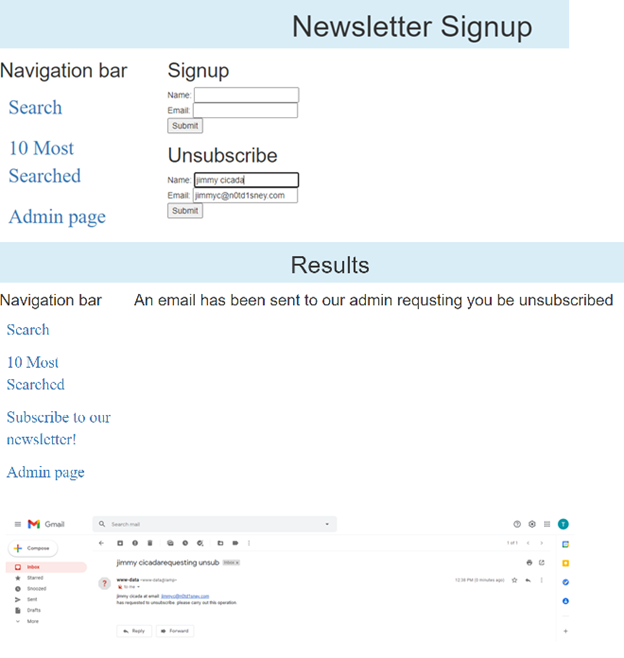 Newsletter Signup
Navigation bar
Search
10 Most
Searched
Admin page
Signup
Name:
Email:
Submit
Unsubscribe
Name: jimmy cicada
Email: jimmyc@n0td1sney.com
Submit
Results
Navigation bar
Search
10 Most
Searched
Subscribe to our
newsletter!
Admin page
An email has been sent to our admin requsting you be unsubscribed
Gmail
Search mail
Compose
Inbox
Starred
Snoozed
Sent
Drafts
More
1 of 1
jimmy cicadarequesting unsub Inbox x
www-data
to me
12:38 PM (0 minutes ago)
jimmy cicada at email: jimmyc@n0td1sney.com
has requested to unsubscribe. please carry out this operation.
Reply
Forward
T